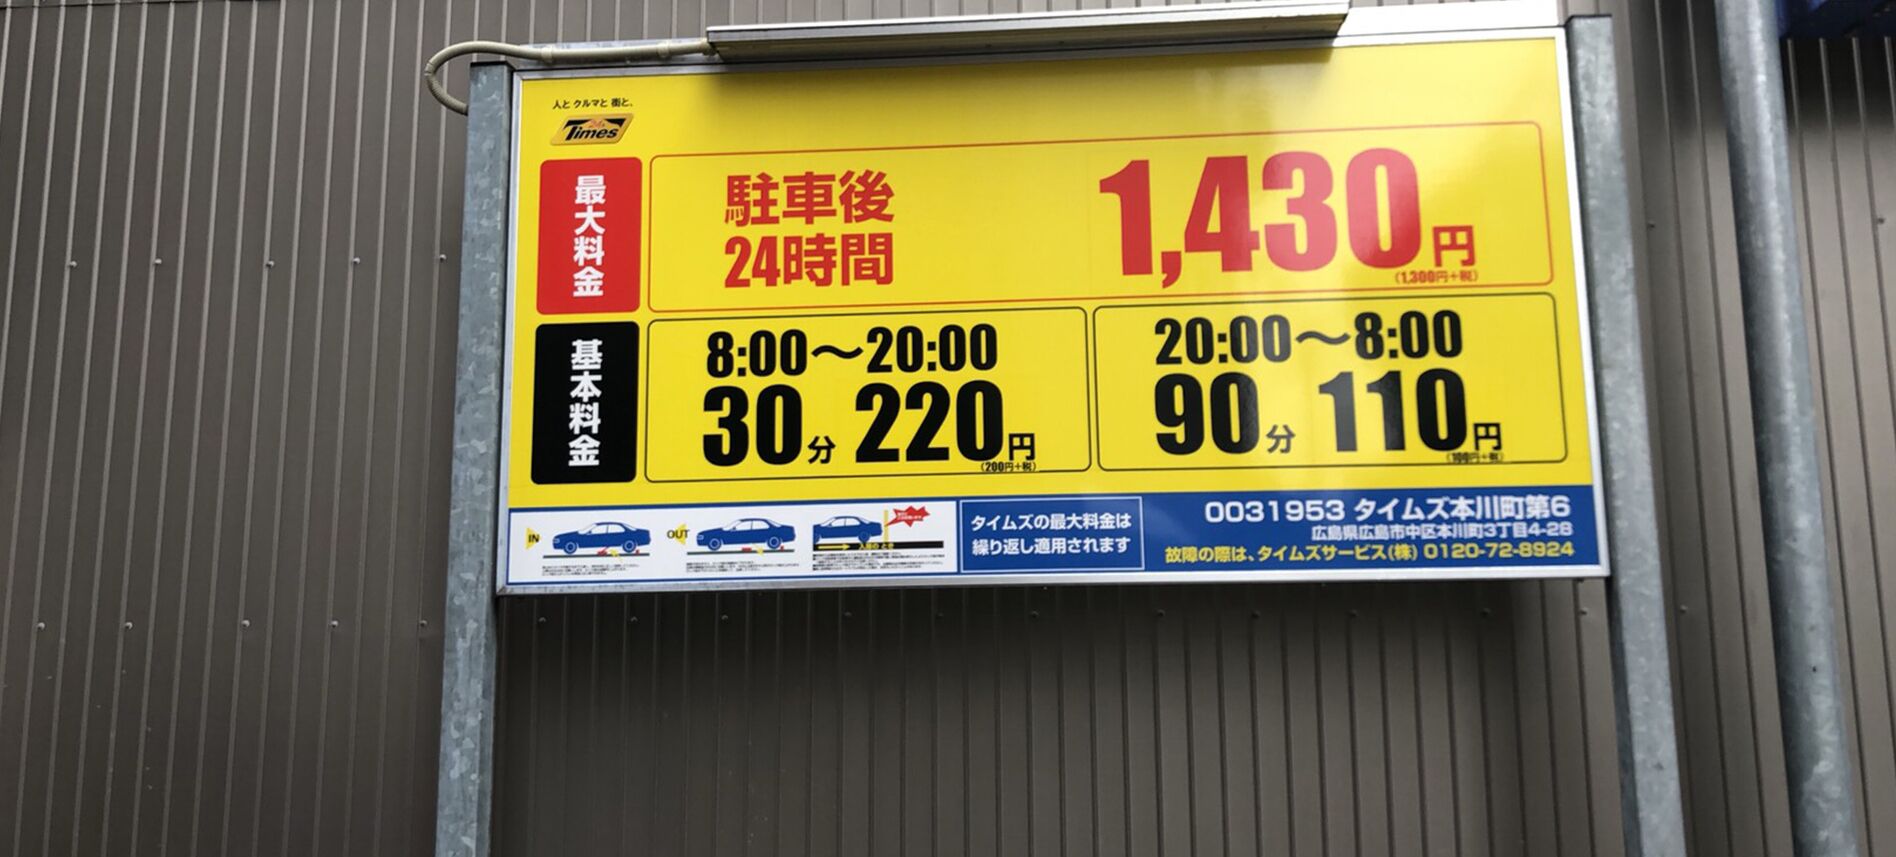 人と クルマと 街と、
24h Times
最大料金
駐車後
24時間
1,430円
(1,300円+税)
基本料金
8:00〜20:00
30分 220円
(200円+税)
20:00〜8:00
90分 110円
(100円+税)
IN
OUT
タイムズの最大料金は
繰り返し適用されます
0031953 タイムズ本川町第6
広島県広島市中区本川町3丁目4-28
故障の際は、タイムズサービス(株) 0120-72-8924